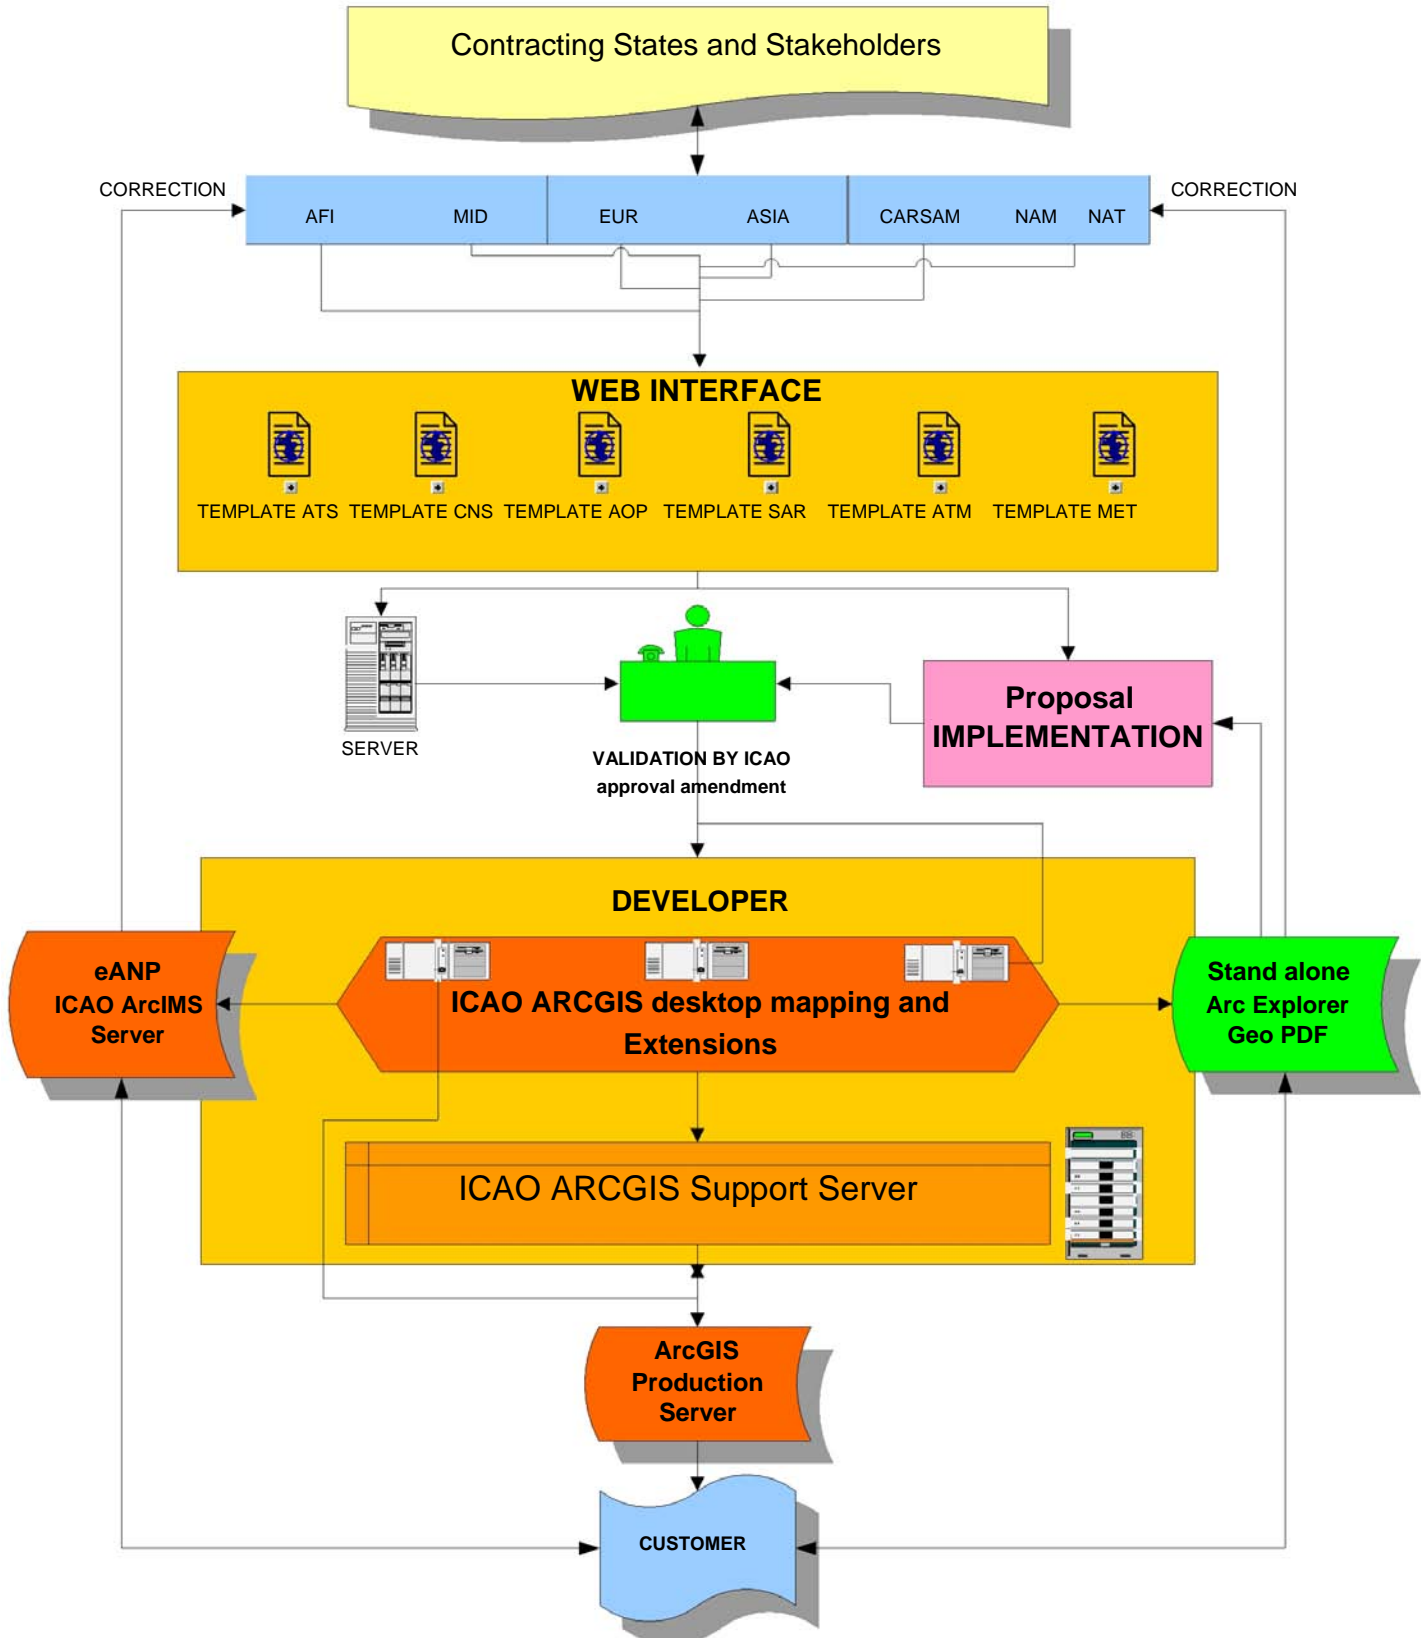 Contracting States and Stakeholders
CORRECTION
CORRECTION
AFI MID EUR ASIA CARSAM NAM NAT
WEB INTERFACE
TEMPLATE ATS TEMPLATE CNS TEMPLATE AOP TEMPLATE SAR TEMPLATE ATM TEMPLATE MET
SERVER
VALIDATION BY ICAO
approval amendment
Proposal
IMPLEMENTATION
DEVELOPER
eANP
ICAO ArcIMS
Server
ICAO ARCGIS desktop mapping and
Extensions
Stand alone
Arc Explorer
Geo PDF
ICAO ARCGIS Support Server
ArcGIS
Production
Server
CUSTOMER